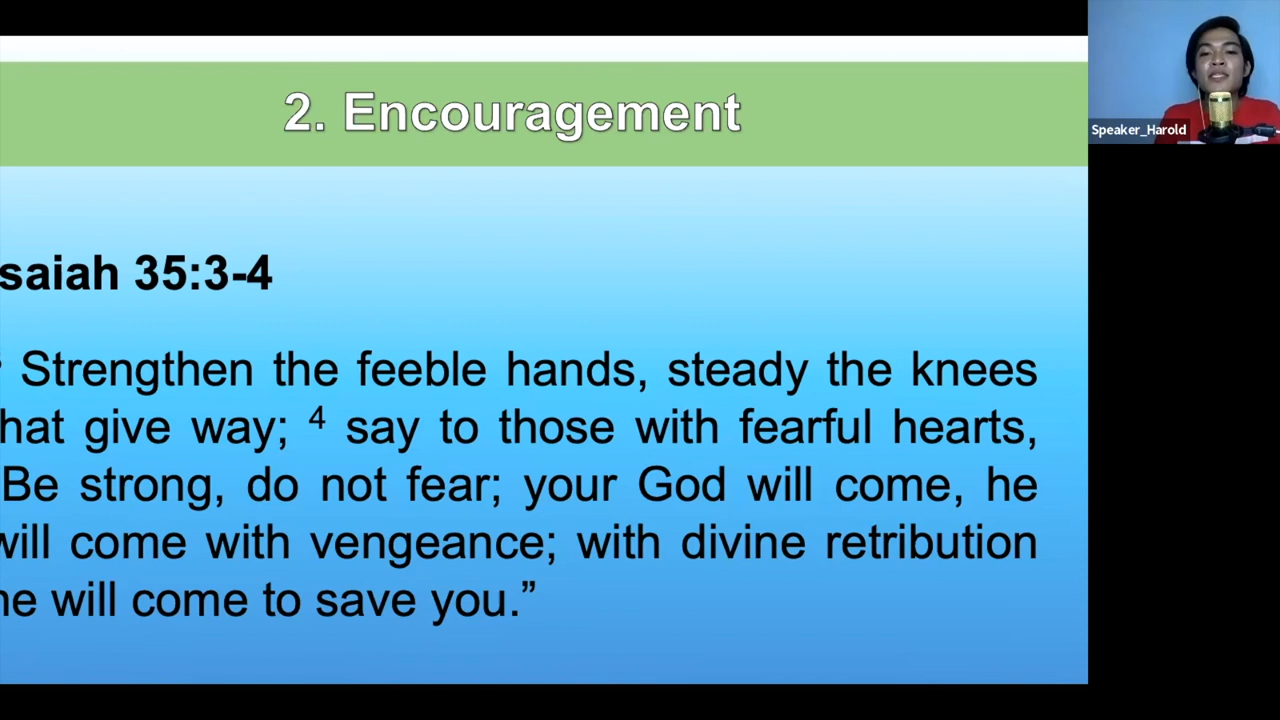 2. Encouragement
Speaker_Harold
saiah 35:3-4
Strengthen the feeble hands, steady the knees
hat give way; 4 say to those with fearful hearts,
Be strong, do not fear; your God will come, he
will come with vengeance; with divine retribution
he will come to save you.”